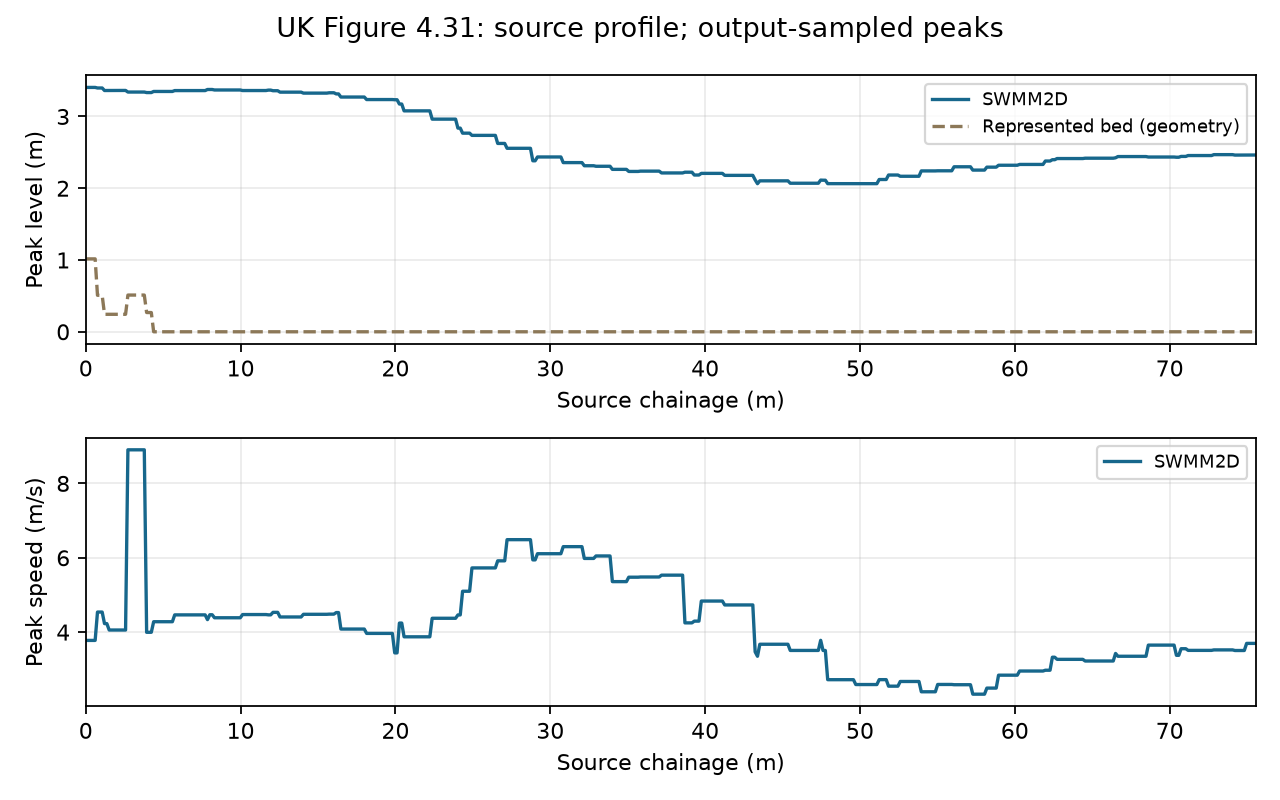 UK Figure 4.31: source profile; output-sampled peaks
Peak level (m)
3
2
1
0
SWMM2D
Represented bed (geometry)
0 10 20 30 40 50 60 70
Source chainage (m)
Peak speed (m/s)
8
6
4
SWMM2D
0 10 20 30 40 50 60 70
Source chainage (m)